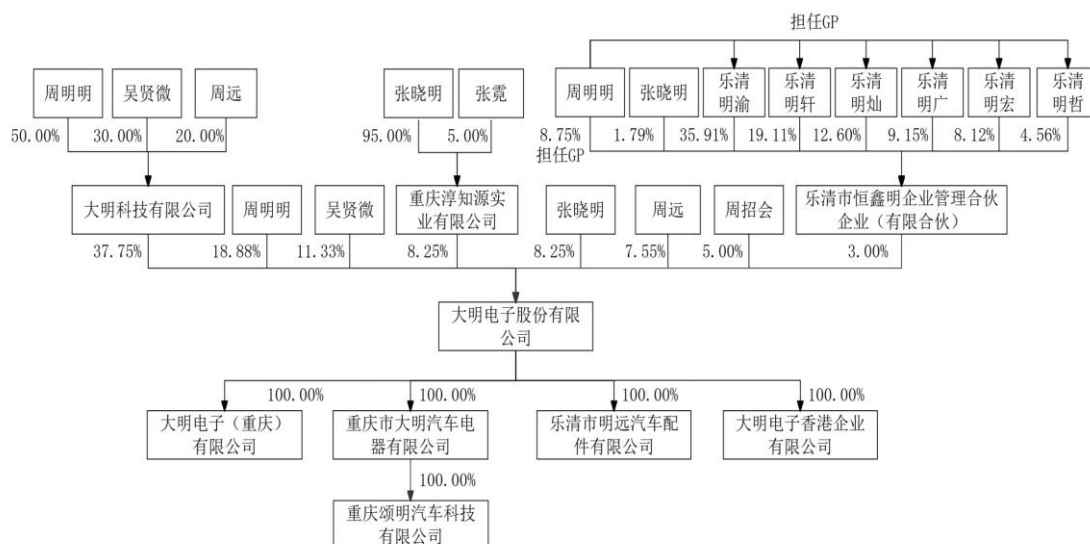 担任GP
周明明
吴贤微
周远
张晓明
张霓
周明明
张晓明
乐清
明渝
乐清
明轩
乐清
明灿
乐清
明广
乐清
明宏
乐清
明哲
50.00%
30.00%
20.00%
95.00%
5.00%
8.75%
担任GP
1.79%
35.91%
19.11%
12.60%
9.15%
8.12%
4.56%
大明科技有限公司
周明明
吴贤微
重庆淳知源实
业有限公司
张晓明
周远
周招会
乐清市恒鑫明企业管理合伙
企业（有限合伙）
37.75%
18.88%
11.33%
8.25%
8.25%
7.55%
5.00%
3.00%
大明电子股份有限
公司
100.00%
100.00%
100.00%
100.00%
大明电子（重庆）
有限公司
重庆市大明汽车电
器有限公司
乐清市明远汽车配
件有限公司
大明电子香港企业
有限公司
100.00%
重庆颂明汽车科技
有限公司